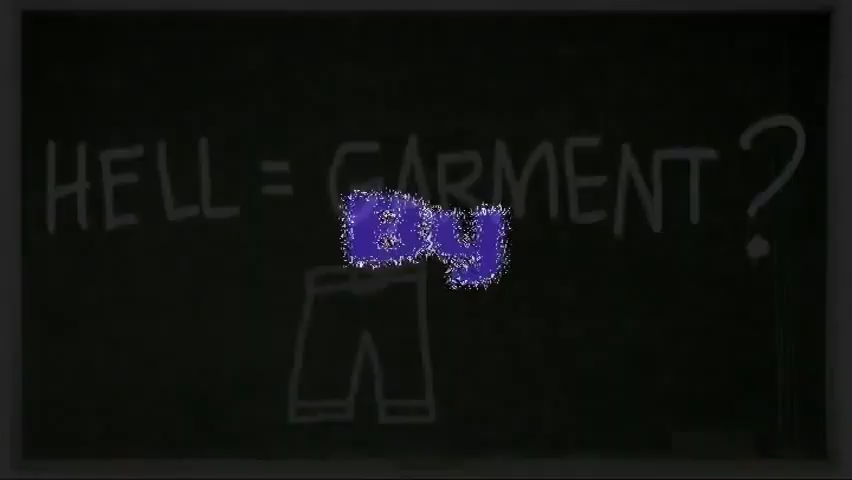 HELL = GARMENT ?
By